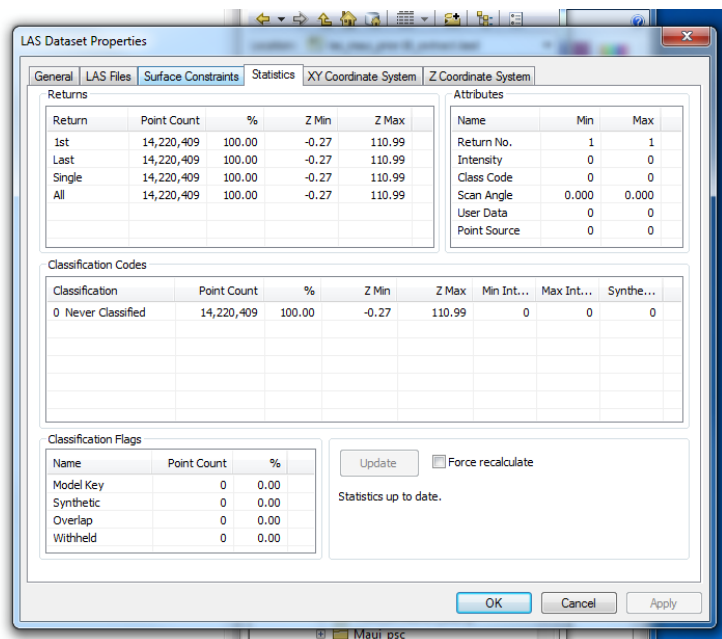 LAS Dataset Properties
General LAS Files Surface Constraints Statistics XY Coordinate System Z Coordinate System
Returns
Return Point Count % Z Min Z Max
1st 14,220,409 100.00 -0.27 110.99
Last 14,220,409 100.00 -0.27 110.99
Single 14,220,409 100.00 -0.27 110.99
All 14,220,409 100.00 -0.27 110.99
Attributes
Name Min Max
Return No. 1 1
Intensity 0 0
Class Code 0 0
Scan Angle 0.000 0.000
User Data 0 0
Point Source 0 0
Classification Codes
Classification Point Count % Z Min Z Max Min Int... Max Int... Synthe...
0 Never Classified 14,220,409 100.00 -0.27 110.99 0 0 0
Classification Flags
Name Point Count %
Model Key 0 0.00
Synthetic 0 0.00
Overlap 0 0.00
Withheld 0 0.00
Update Force recalculate
Statistics up to date.
OK Cancel Apply
Maui_psc